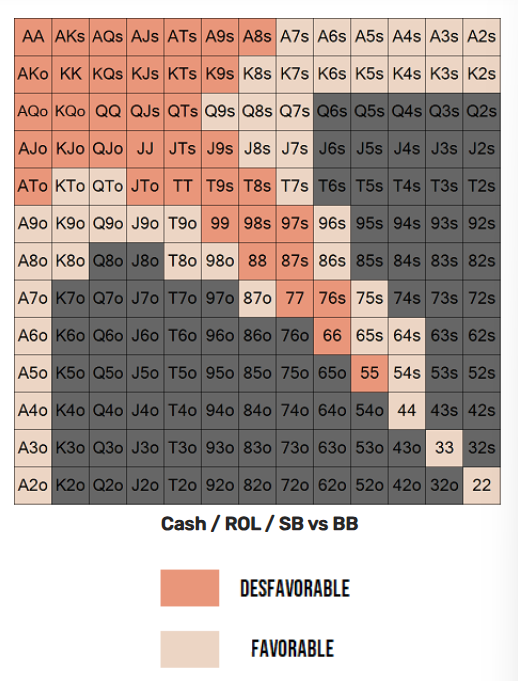 AA AKs AQs AJs ATs A9s A8s A7s A6s A5s A4s A3s A2s
AKo KK KQs KJs KTs K9s K8s K7s K6s K5s K4s K3s K2s
AQo KQo QQ QJs QTs Q9s Q8s Q7s Q6s Q5s Q4s Q3s Q2s
AJo KJo QJo JJ JTs J9s J8s J7s J6s J5s J4s J3s J2s
ATo KTo QTo JTo TT T9s T8s T7s T6s T5s T4s T3s T2s
A9o K9o Q9o J9o T9o 99 98s 97s 96s 95s 94s 93s 92s
A8o K8o Q8o J8o T8o 98o 88 87s 86s 85s 84s 83s 82s
A7o K7o Q7o J7o T7o 97o 87o 77 76s 75s 74s 73s 72s
A6o K6o Q6o J6o T6o 96o 86o 76o 66 65s 64s 63s 62s
A5o K5o Q5o J5o T5o 95o 85o 75o 65o 55 54s 53s 52s
A4o K4o Q4o J4o T4o 94o 84o 74o 64o 54o 44 43s 42s
A3o K3o Q3o J3o T3o 93o 83o 73o 63o 53o 43o 33 32s
A2o K2o Q2o J2o T2o 92o 82o 72o 62o 52o 42o 32o 22
Cash / ROL / SB vs BB
DESFAVORABLE
FAVORABLE